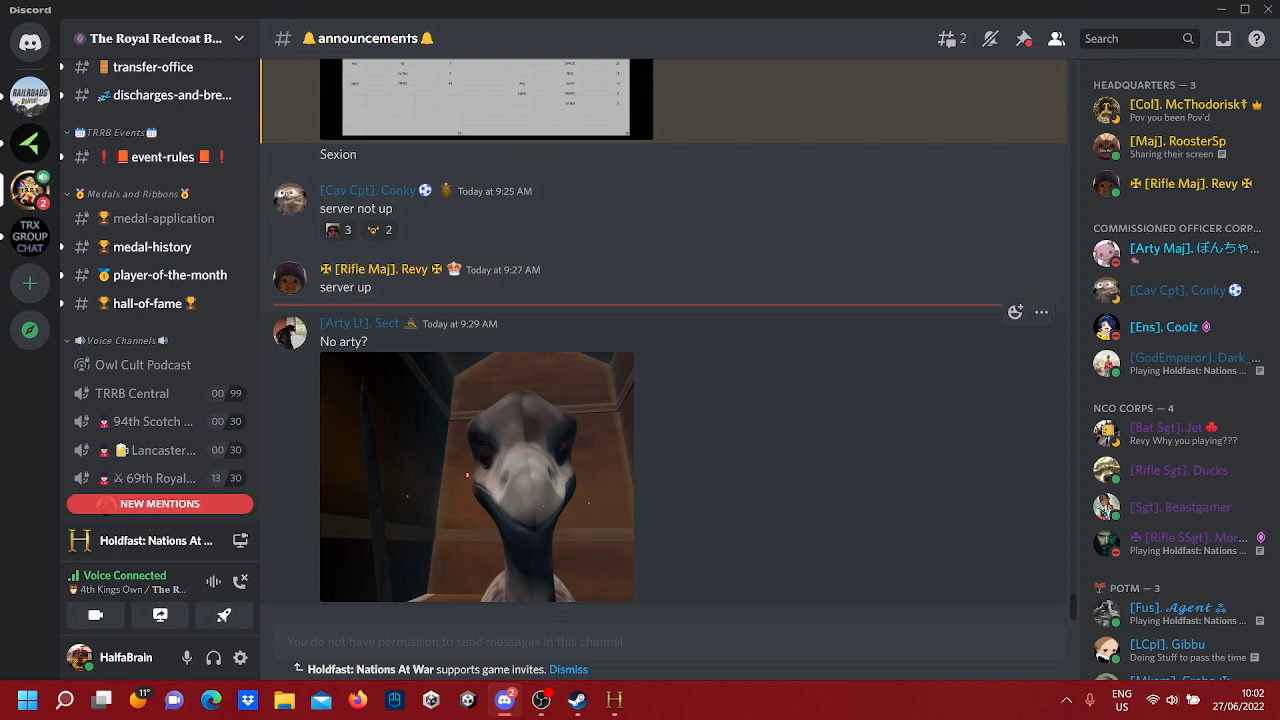 Discord
The Royal Redcoat B...
# 🔔announcements🔔
2
Search
transfer-office
discharges-and-bre...
TRRB Events
event-rules
Medals and Ribbons
medal-application
medal-history
player-of-the-month
hall-of-fame
Voice Channels
Owl Cult Podcast
TRRB Central 00 99
94th Scotch ... 00 30
Lancaster... 00 30
69th Royal... 13 30
NEW MENTIONS
Holdfast: Nations At ...
Voice Connected
4th Kings Own / The R...
HalfaBrain
RAILROADS
Online!
2
TRX
GROUP
CHAT
Sexion
[Cav Cpt]. Conky Today at 9:25 AM
server not up
3 2
✠ [Rifle Maj]. Revy ✠ Today at 9:27 AM
server up
[Arty Lt]. Sect Today at 9:29 AM
No arty?
You do not have permission to send messages in this channel.
Holdfast: Nations At War supports game invites. Dismiss
HEADQUARTERS — 3
[Col]. McThodorisk☦
Pov you been Pov'd
[Maj]. RoosterSp
Sharing their screen
✠ [Rifle Maj]. Revy ✠
COMMISSIONED OFFICER CORP...
[Arty Maj]. ぽんちゃ...
[Cav Cpt]. Conky
[Ens]. Coolz
[GodEmperor]. Dark_...
Playing Holdfast: Nations ...
NCO CORPS — 4
[Bat Sgt]. Jet
Revy Why you playing???
[Rifle Sgt]. Ducks
[Sgt]. Beastgamer
✠ [Rifle SSgt]. Mor...
Playing Holdfast: Nations ...
POTM — 3
[Fus]. 𝓐𝓰𝓮𝓷𝓽
Playing Holdfast: Nations ...
[LCpl]. Gibbu
Doing Stuff to pass the time
2
ENG
US
10:02
27/06/2022